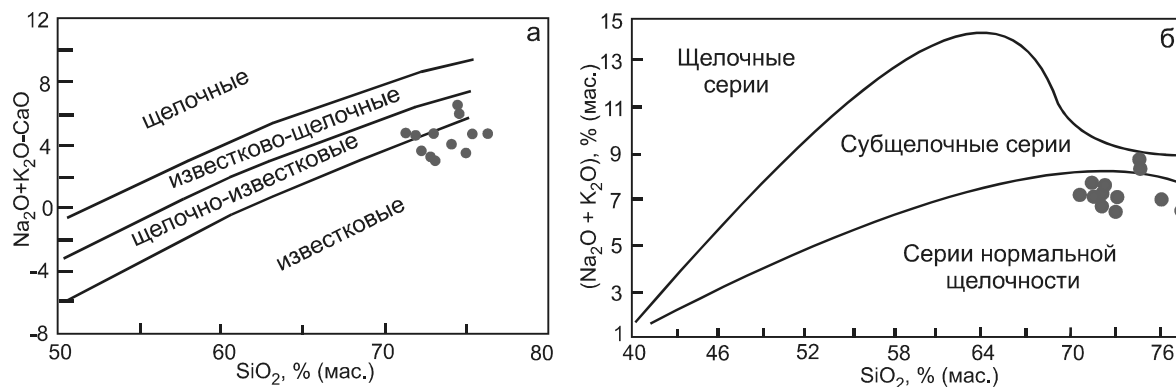 а
12
8
4
0
-4
-8
Na₂O+K₂O-CaO
щелочные
известково-щелочные
щелочно-известковые
известковые
50
60
70
80
SiO₂, % (мас.)
б
15
13
11
9
7
5
3
1
(Na₂O + K₂O), % (мас.)
Щелочные
серии
Субщелочные серии
Серии нормальной
щелочности
40
46
52
58
64
70
76
SiO₂, % (мас.)